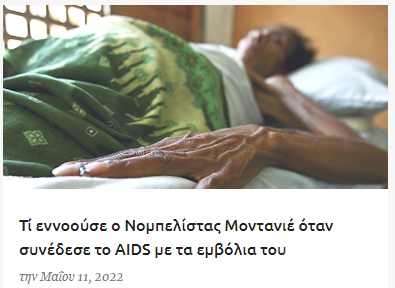 Τί εννοούσε ο Νομπελίστας Μοντανιέ όταν
συνέδεσε το AIDS με τα εμβόλια του
την Μαΐου 11, 2022